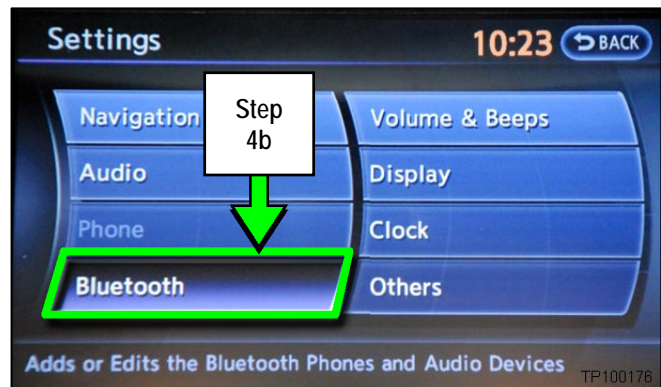 Settings
10:23
BACK
Step
4b
Navigation
Volume & Beeps
Audio
Display
Phone
Clock
Bluetooth
Others
Adds or Edits the Bluetooth Phones and Audio Devices
TP100176